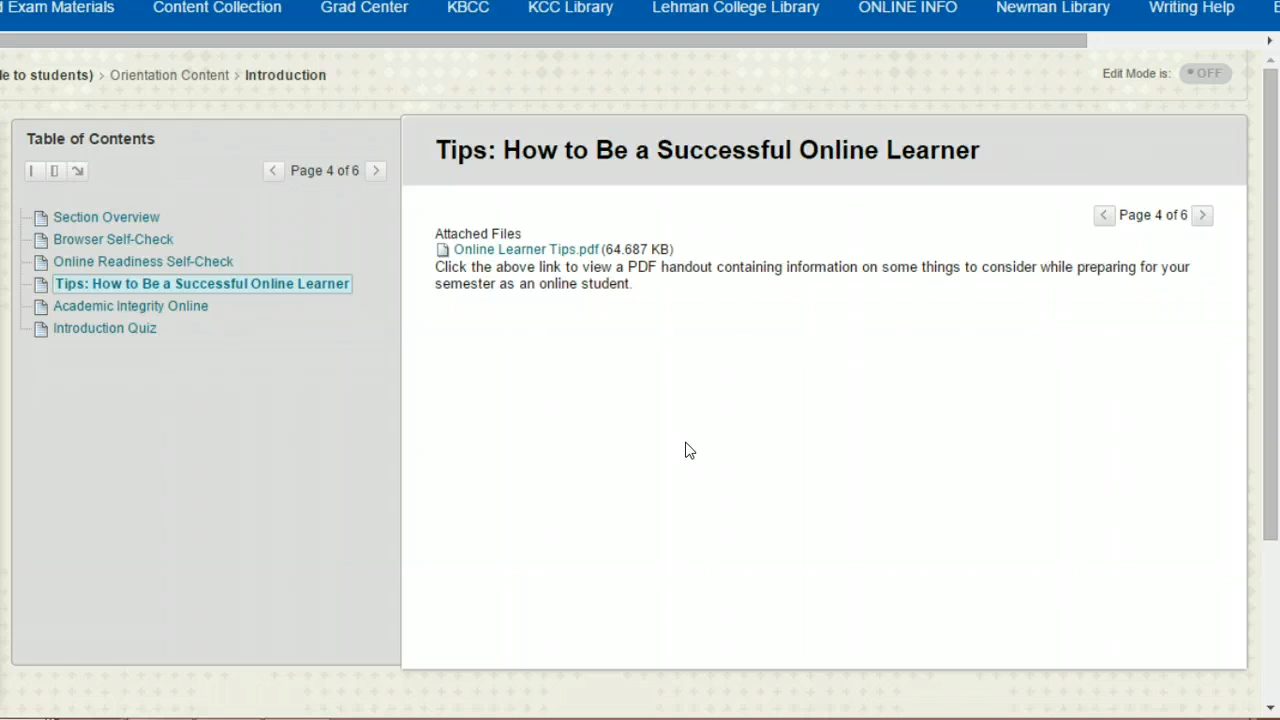 d Exam Materials Content Collection Grad Center KBCC KCC Library Lehman College Library ONLINE INFO Newman Library Writing Help
le to students) > Orientation Content > Introduction
Edit Mode is: OFF
Table of Contents
Page 4 of 6
Section Overview
Browser Self-Check
Online Readiness Self-Check
Tips: How to Be a Successful Online Learner
Academic Integrity Online
Introduction Quiz
Tips: How to Be a Successful Online Learner
Page 4 of 6
Attached Files
Online Learner Tips.pdf (64.687 KB)
Click the above link to view a PDF handout containing information on some things to consider while preparing for your
semester as an online student.